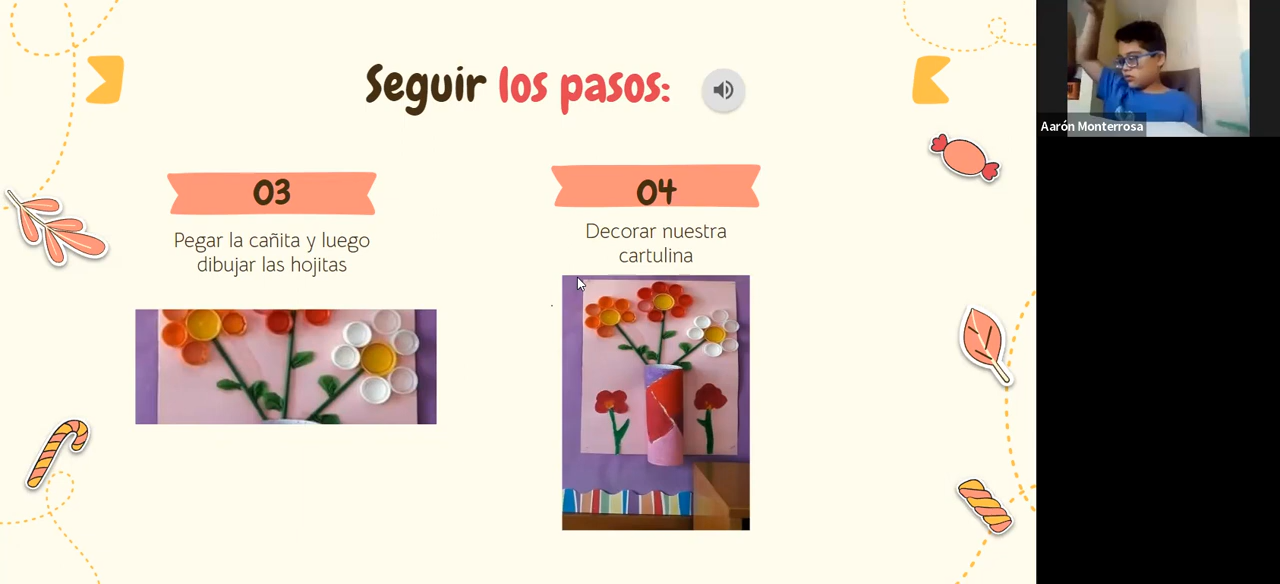 Seguir los pasos:
03
Pegar la cañita y luego
dibujar las hojitas
04
Decorar nuestra
cartulina
Aarón Monterrosa